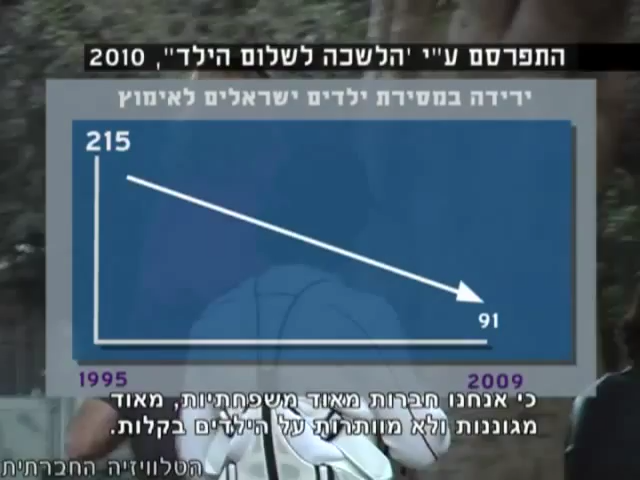 התפרסם ע"י 'הלשכה לשלום הילד", 2010
ירידה במסירת ילדים ישראלים לאימוץ
215
91
1995
2009
כי אנחנו חברות מאוד משפחתיות, מאוד
מגוננות ולא מוותרות על הילדים בקלות.
הטלוויזיה החברתית